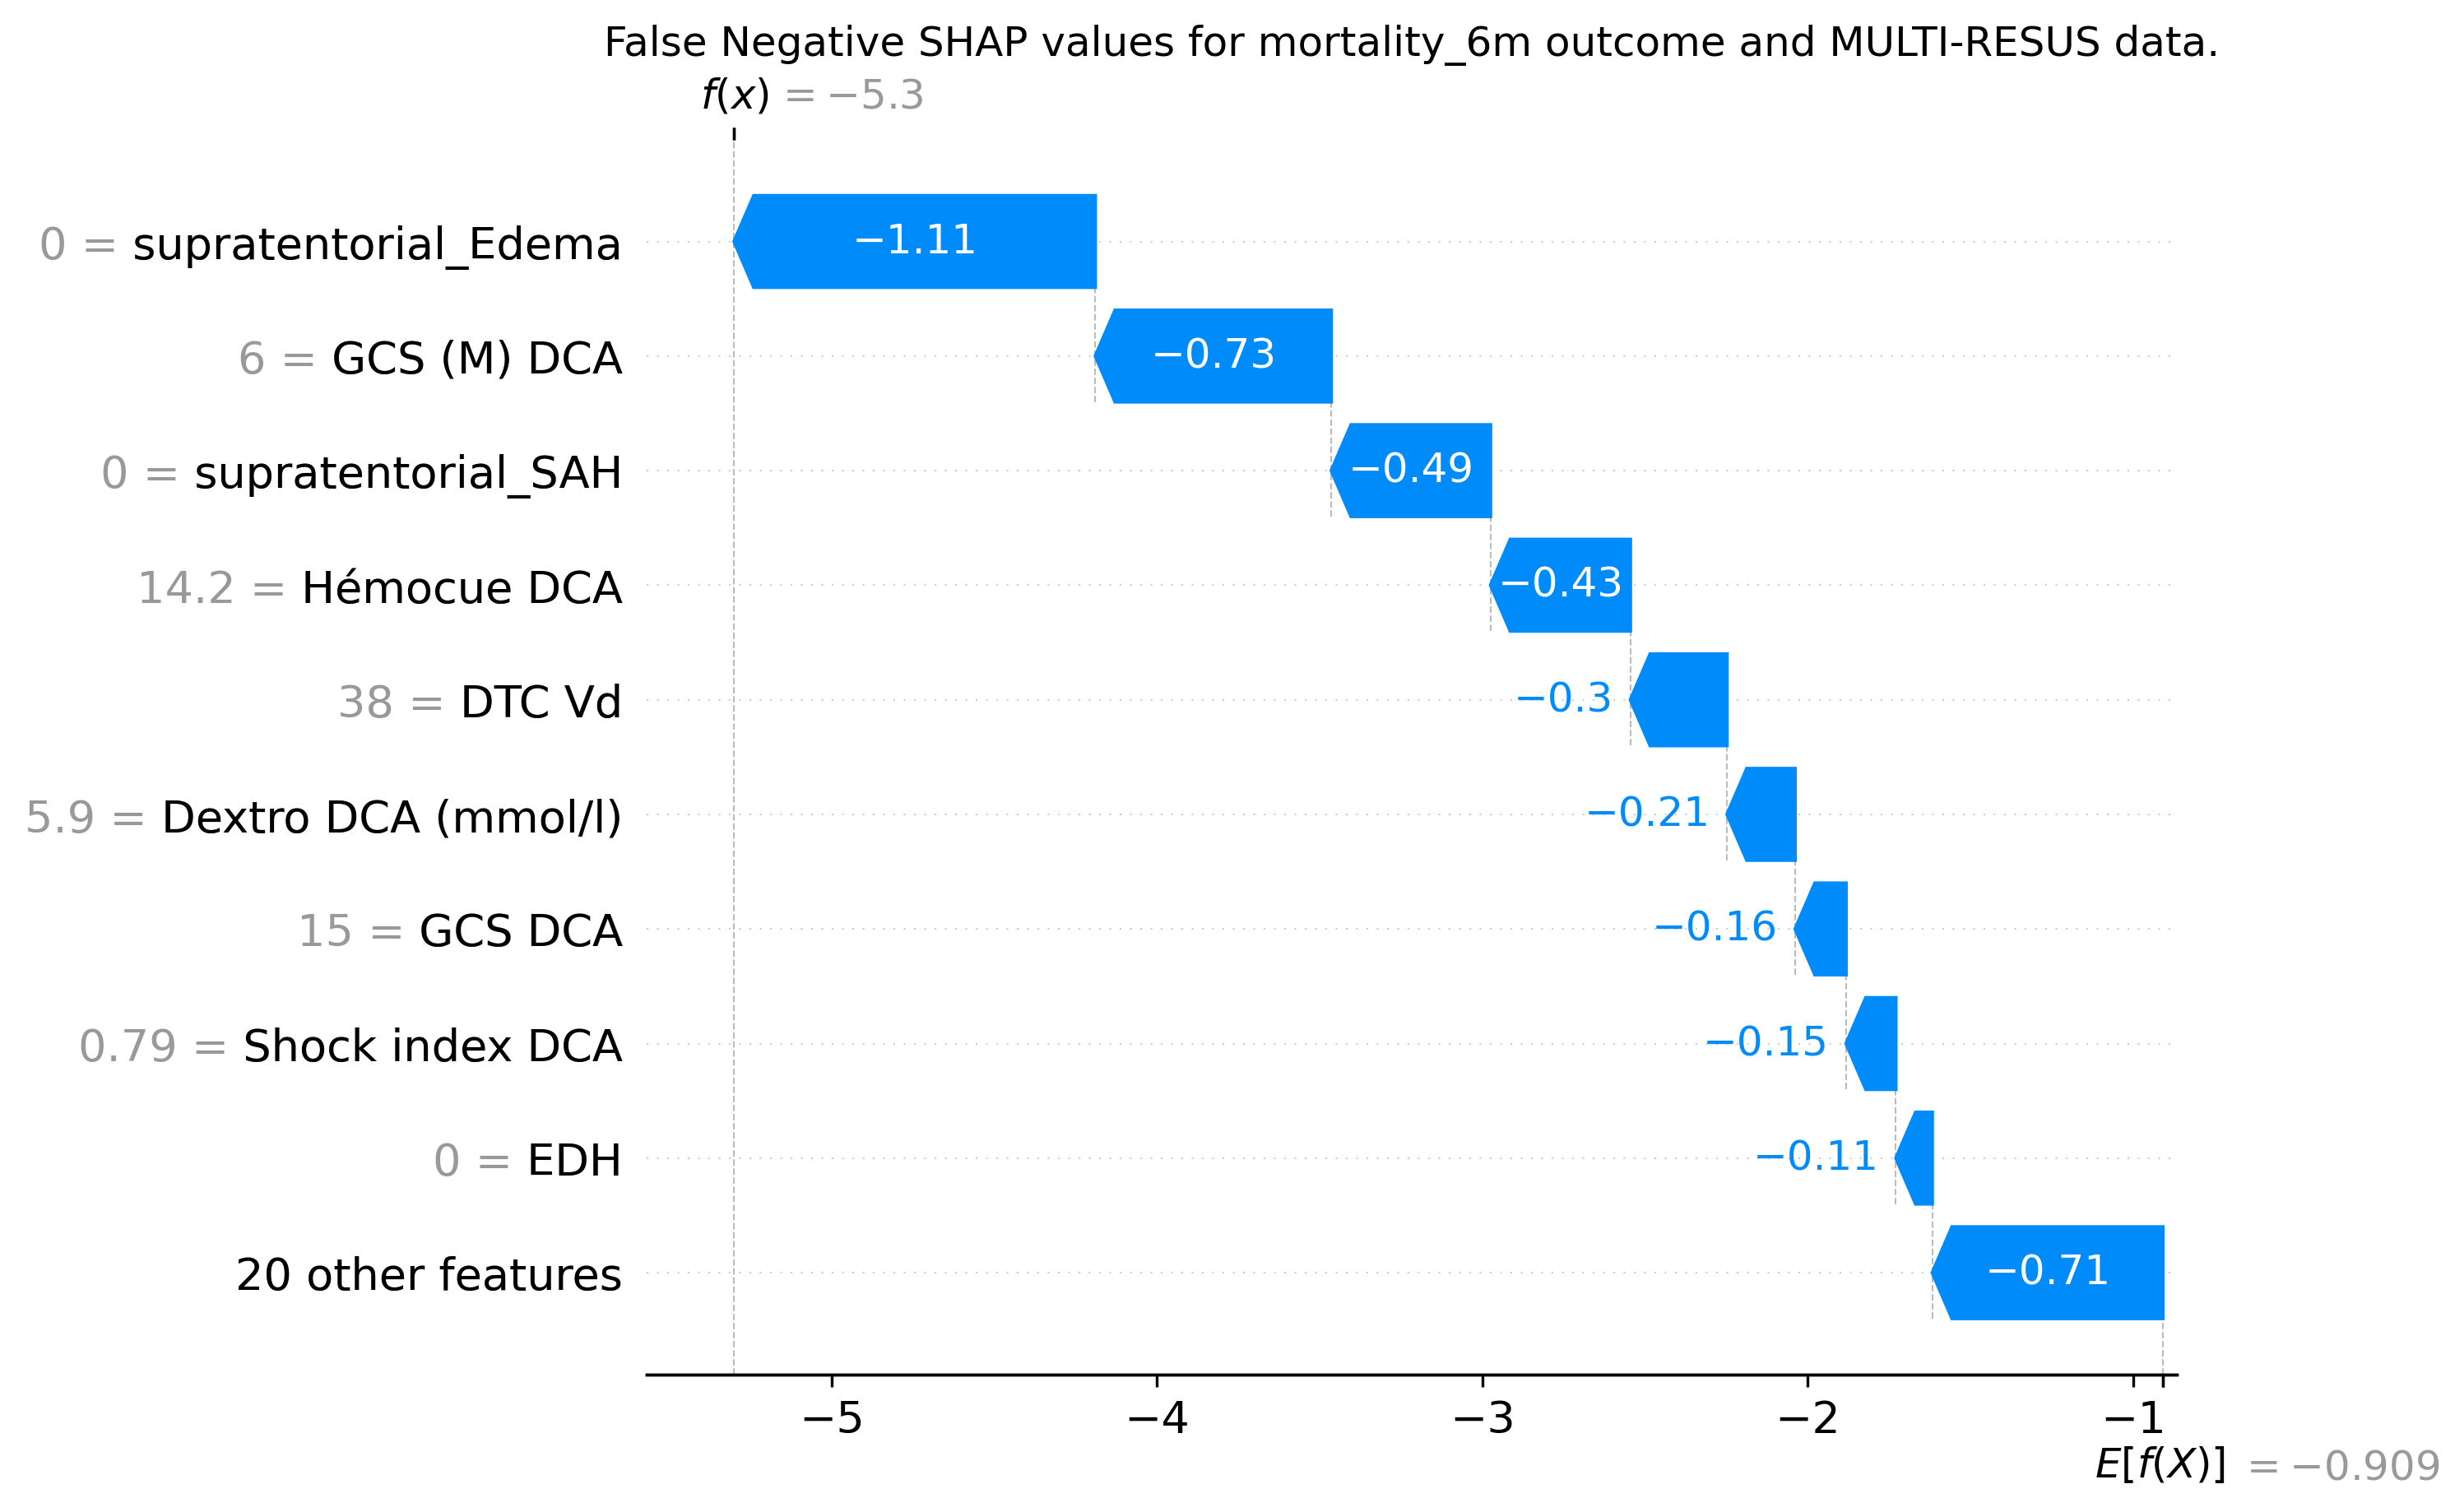 False Negative SHAP values for mortality_6m outcome and MULTI-RESUS data.
f(x) = −5.3
0 = supratentorial_Edema −1.11
6 = GCS (M) DCA −0.73
0 = supratentorial_SAH −0.49
14.2 = Hémocue DCA −0.43
38 = DTC Vd −0.3
5.9 = Dextro DCA (mmol/l) −0.21
15 = GCS DCA −0.16
0.79 = Shock index DCA −0.15
0 = EDH −0.11
20 other features −0.71
−5 −4 −3 −2 −1
E[f(X)] = −0.909